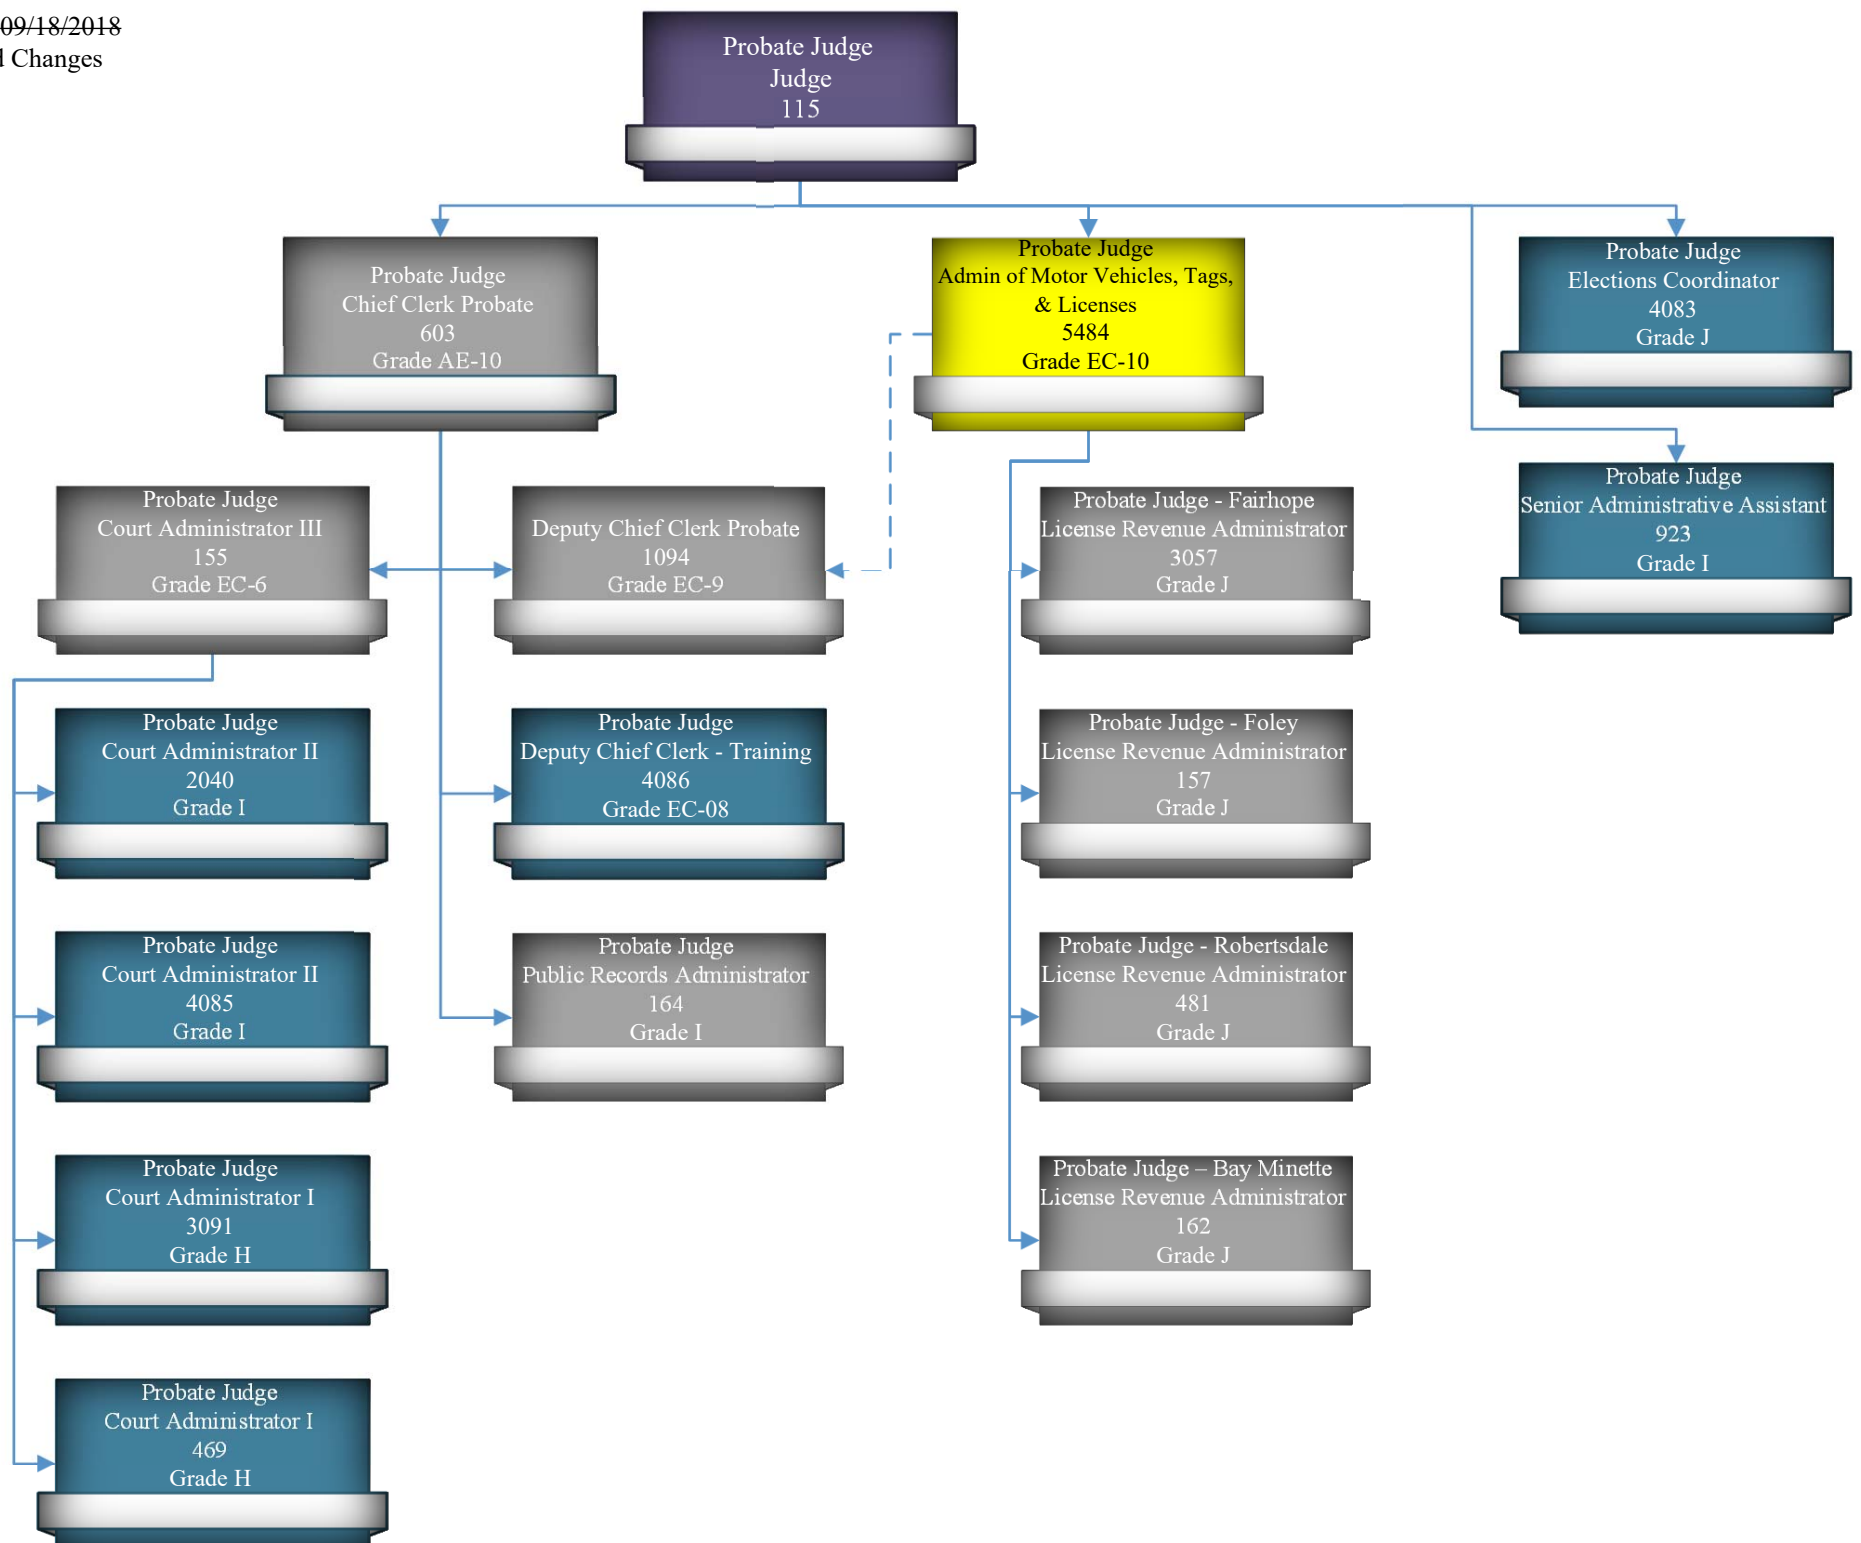 09/18/2018
Changes
Probate Judge
Judge
115
Probate Judge
Chief Clerk Probate
603
Grade AE-10
Probate Judge
Admin of Motor Vehicles, Tags,
& Licenses
5484
Grade EC-10
Probate Judge
Elections Coordinator
4083
Grade J
Probate Judge
Senior Administrative Assistant
923
Grade I
Probate Judge
Court Administrator III
155
Grade EC-6
Deputy Chief Clerk Probate
1094
Grade EC-9
Probate Judge - Fairhope
License Revenue Administrator
3057
Grade J
Probate Judge
Court Administrator II
2040
Grade I
Probate Judge
Deputy Chief Clerk - Training
4086
Grade EC-08
Probate Judge - Foley
License Revenue Administrator
157
Grade J
Probate Judge
Court Administrator II
4085
Grade I
Probate Judge
Public Records Administrator
164
Grade I
Probate Judge - Robertsdale
License Revenue Administrator
481
Grade J
Probate Judge
Court Administrator I
3091
Grade H
Probate Judge – Bay Minette
License Revenue Administrator
162
Grade J
Probate Judge
Court Administrator I
469
Grade H